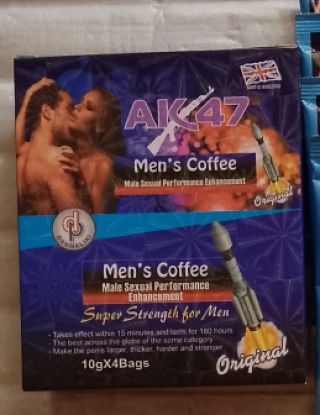 AK47
Men's Coffee
Male Sexual Performance Enhancement
Original
DANMALINI
Men's Coffee
Male Sexual Performance
Enhancement
Super Strength for Men
- Takes effect within 15 minutes and lasts for 180 hours
- The best across the globe of the same category
- Make the penis larger, thicker, harder and stronger
Original
10gX4Bags